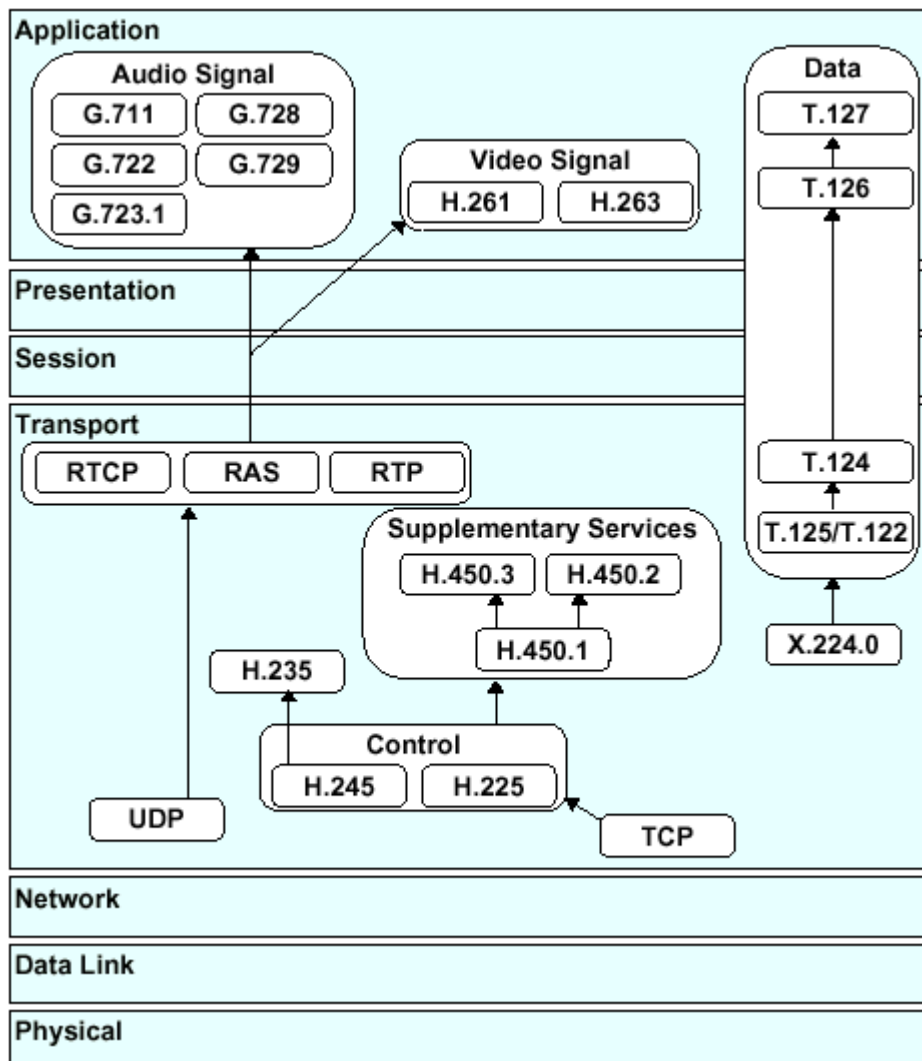 Application
Audio Signal
G.711
G.728
G.722
G.729
G.723.1
Video Signal
H.261
H.263
Data
T.127
T.126
Presentation
Session
Transport
RTCP
RAS
RTP
T.124
T.125/T.122
Supplementary Services
H.450.3
H.450.2
H.450.1
X.224.0
H.235
Control
H.245
H.225
UDP
TCP
Network
Data Link
Physical